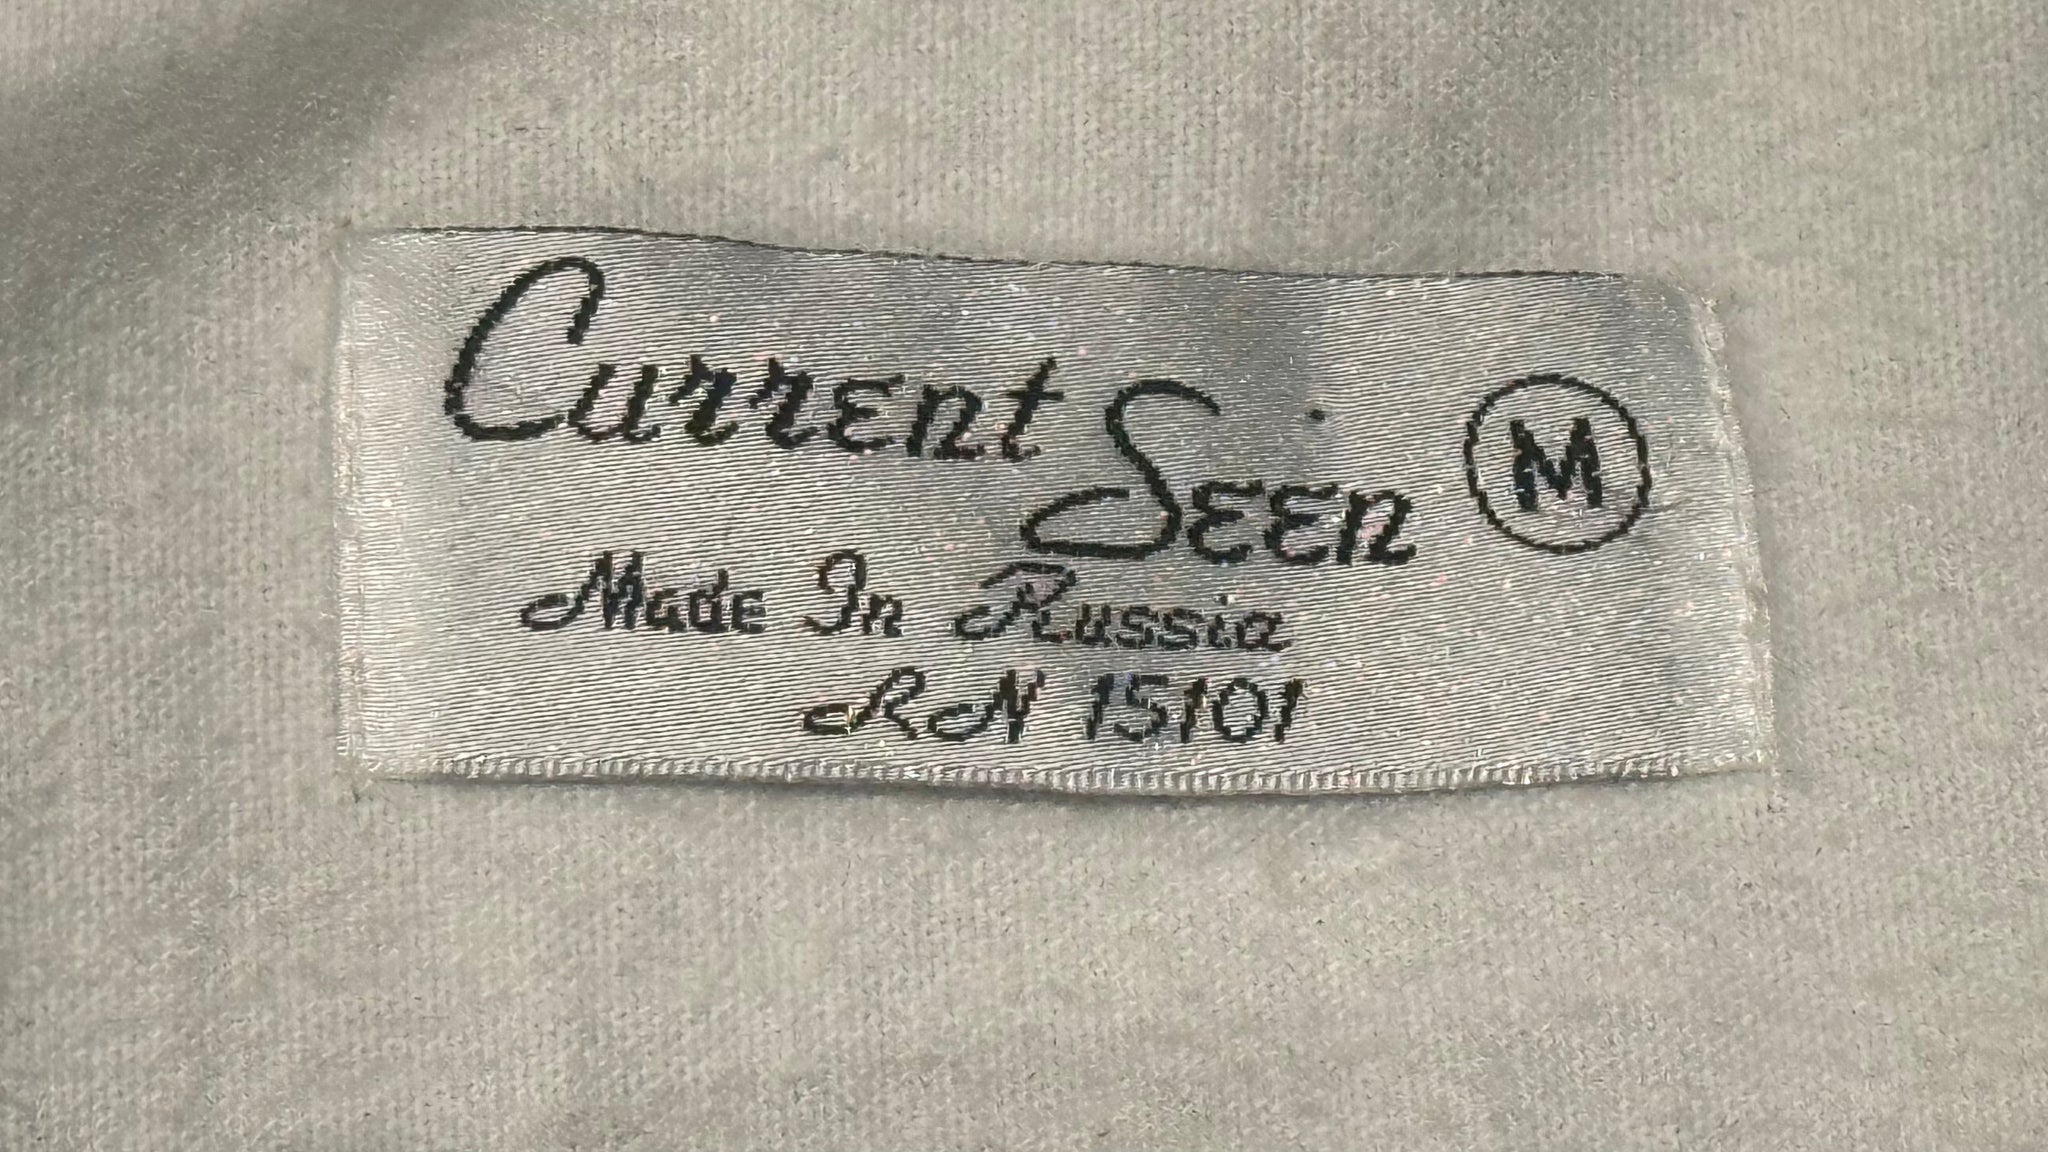 Current Seen M
Made In Russia
RN 15101